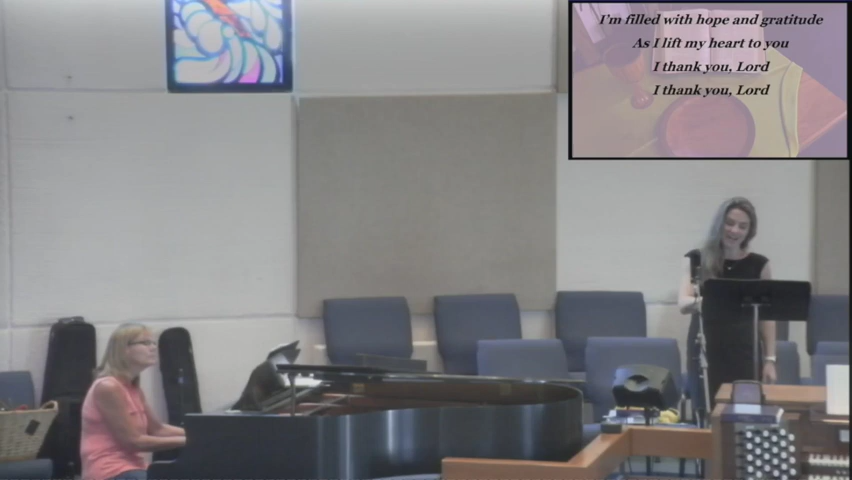 I'm filled with hope and gratitude
As I lift my heart to you
I thank you, Lord
I thank you, Lord